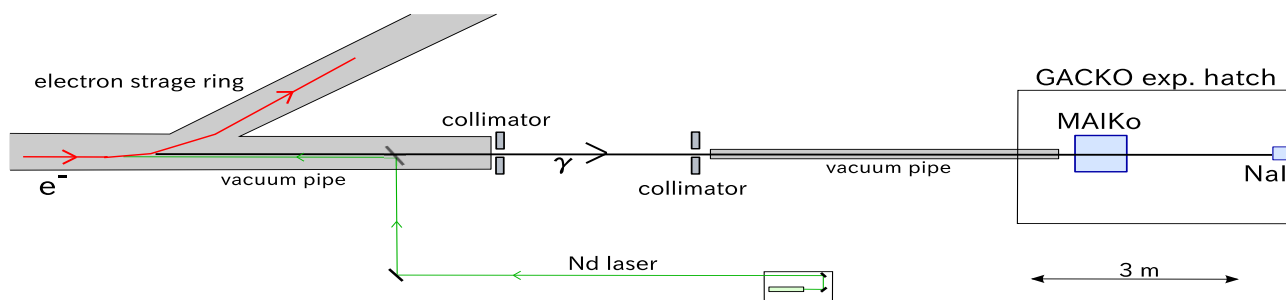 electron strage ring
GACKO exp. hatch
collimator
MAIKo
e-
vacuum pipe
γ
collimator
vacuum pipe
NaI
Nd laser
3 m